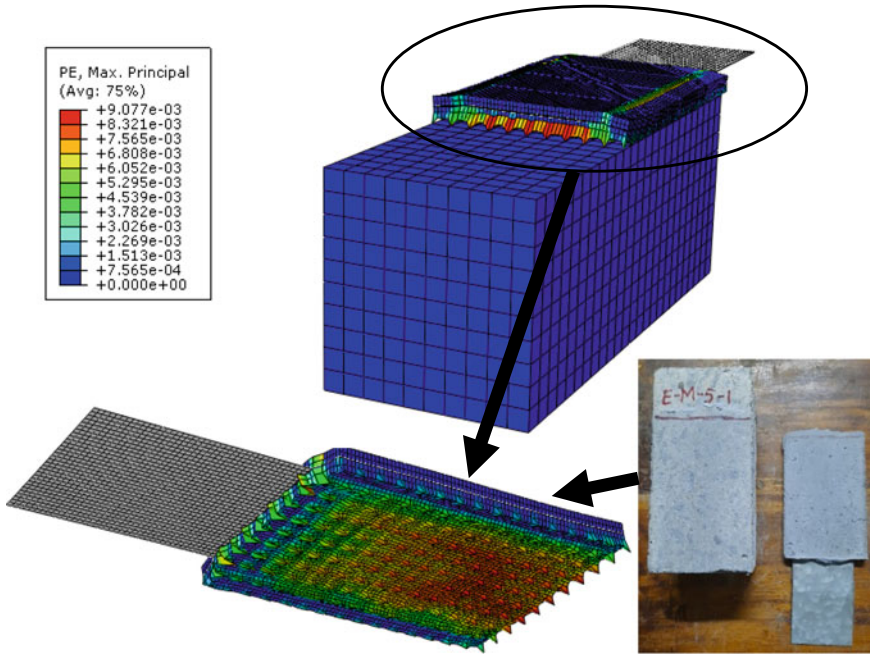 PE, Max. Principal
(Avg: 75%)
+9.077e-03
+8.321e-03
+7.565e-03
+6.808e-03
+6.052e-03
+5.295e-03
+4.539e-03
+3.782e-03
+3.026e-03
+2.269e-03
+1.513e-03
+7.565e-04
+0.000e+00
E-M-5-1